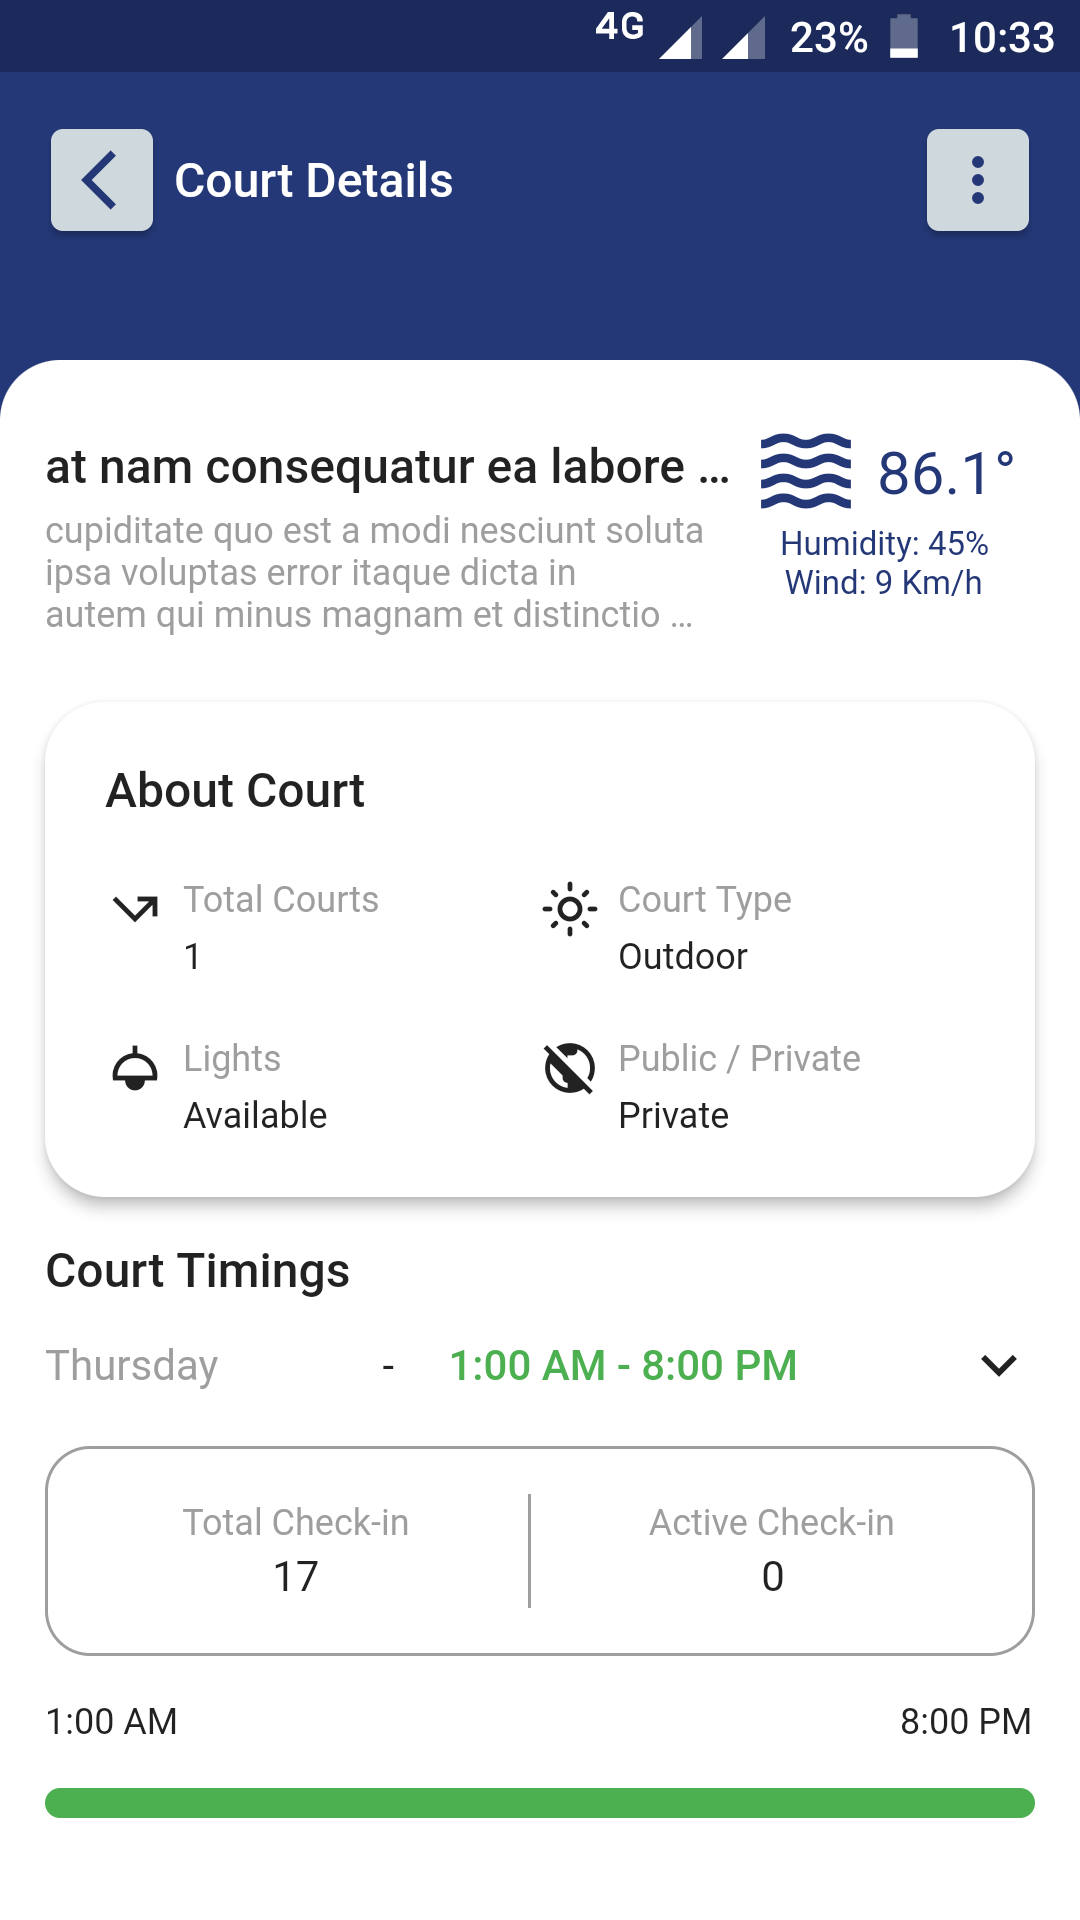 4G 23% 10:33
Court Details
at nam consequatur ea labore ...
86.1°
cupiditate quo est a modi nesciunt soluta
ipsa voluptas error itaque dicta in
autem qui minus magnam et distinctio ...
Humidity: 45%
Wind: 9 Km/h
About Court
Total Courts
1
Court Type
Outdoor
Lights
Available
Public / Private
Private
Court Timings
Thursday - 1:00 AM - 8:00 PM
Total Check-in
17
Active Check-in
0
1:00 AM
8:00 PM